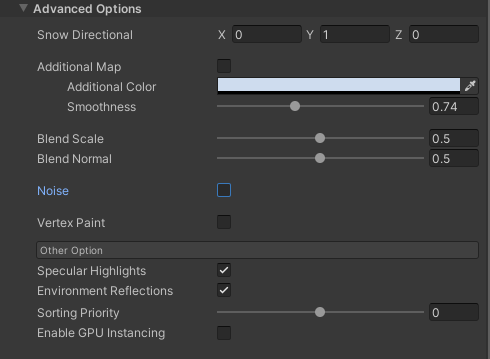 Advanced Options
Snow Directional X 0 Y 1 Z 0
Additional Map
Additional Color
Smoothness 0.74
Blend Scale 0.5
Blend Normal 0.5
Noise
Vertex Paint
Other Option
Specular Highlights
Environment Reflections
Sorting Priority 0
Enable GPU Instancing